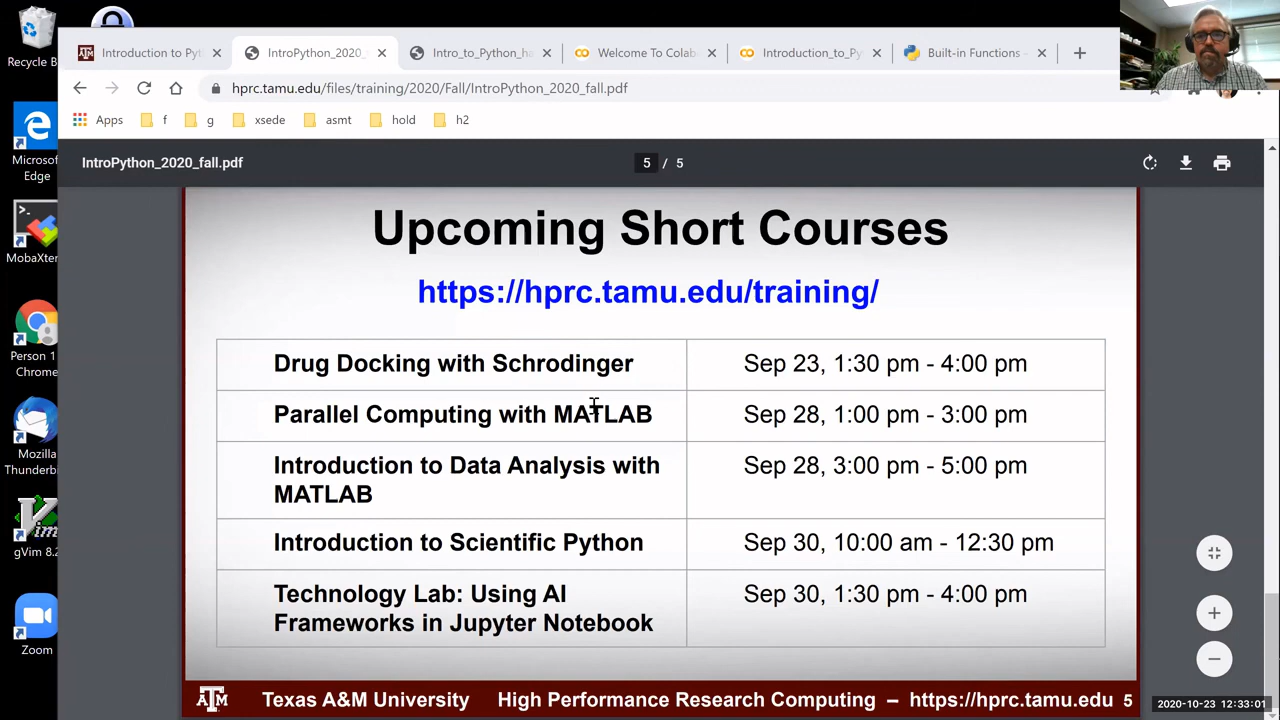 Recycle B
Microsof
Edge
MobaXter
Person 1
Chrome
Mozilla
Thunderbi
gVim 8.2
Zoom
Introduction to Pyt
IntroPython_2020_
Intro_to_Python_
Welcome To Colab
Intruction_to_Py
Built-in Functions
hprc.tamu.edu/files/training/2020/Fall/IntroPython_2020_fall.pdf
Apps f g xsede asmt hold h2
IntroPython_2020_fall.pdf
5 / 5
Upcoming Short Courses
https://hprc.tamu.edu/training/
Drug Docking with Schrodinger
Sep 23, 1:30 pm - 4:00 pm
Parallel Computing with MATLAB
Sep 28, 1:00 pm - 3:00 pm
Introduction to Data Analysis with
MATLAB
Sep 28, 3:00 pm - 5:00 pm
Introduction to Scientific Python
Sep 30, 10:00 am - 12:30 pm
Technology Lab: Using AI
Frameworks in Jupyter Notebook
Sep 30, 1:30 pm - 4:00 pm
ATM Texas A&M University High Performance Research Computing – https://hprc.tamu.edu 5
2020-10-23 12:33:01